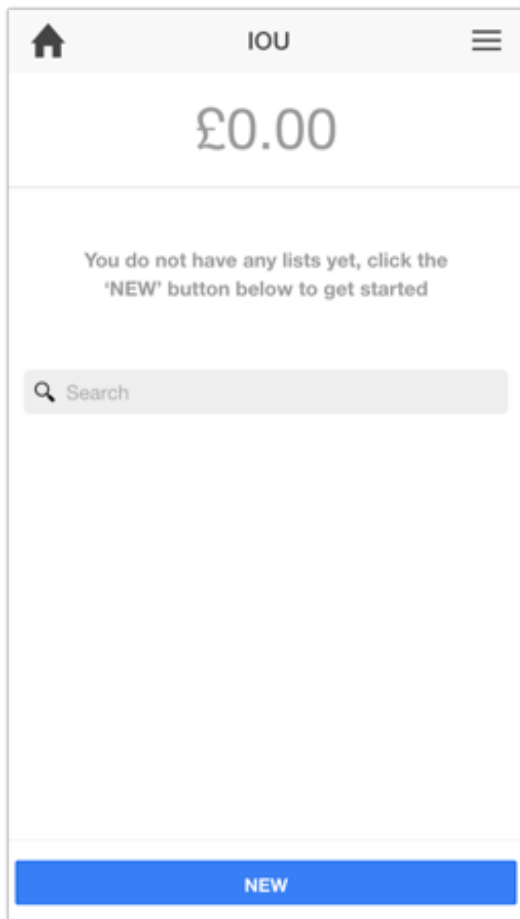 IOU
£0.00
You do not have any lists yet, click the
‘NEW’ button below to get started
Search
NEW